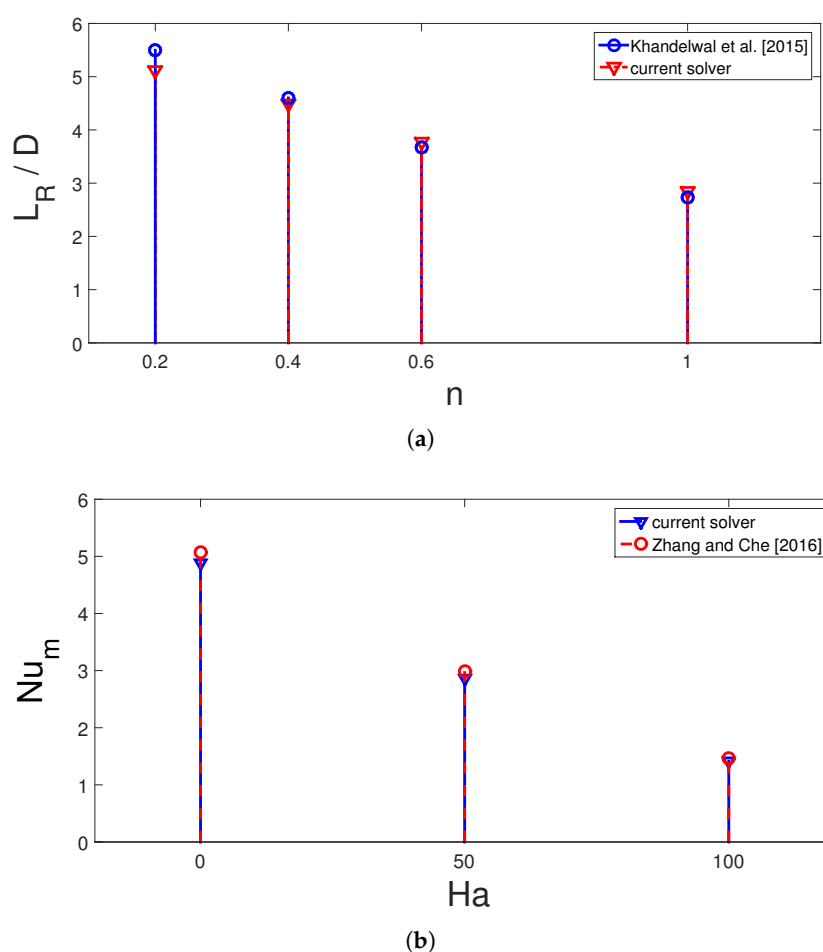 6
5
4
3
2
1
0
L_R / D
Khandelwal et al. [2015]
current solver
0.2 0.4 0.6 1
n
(a)
6
5
4
3
2
1
0
Nu_m
current solver
Zhang and Che [2016]
0 50 100
Ha
(b)